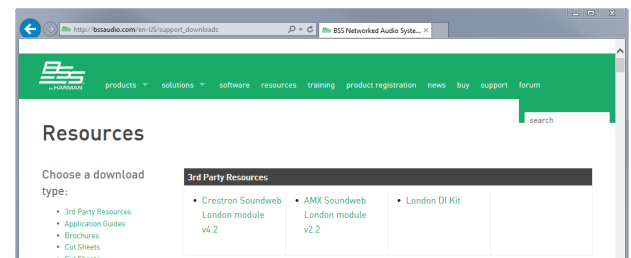 http://bssaudio.com/en-US/support_downloads
BSS Networked Audio Syste...
BSS
by HARMAN
products solutions software resources training product registration news buy support forum
search
Resources
Choose a download
type:
3rd Party Resources
Application Guides
Brochures
Cut Sheets
3rd Party Resources
Crestron Soundweb
London module
v4.2
AMX Soundweb
London module
v2.2
London DI Kit